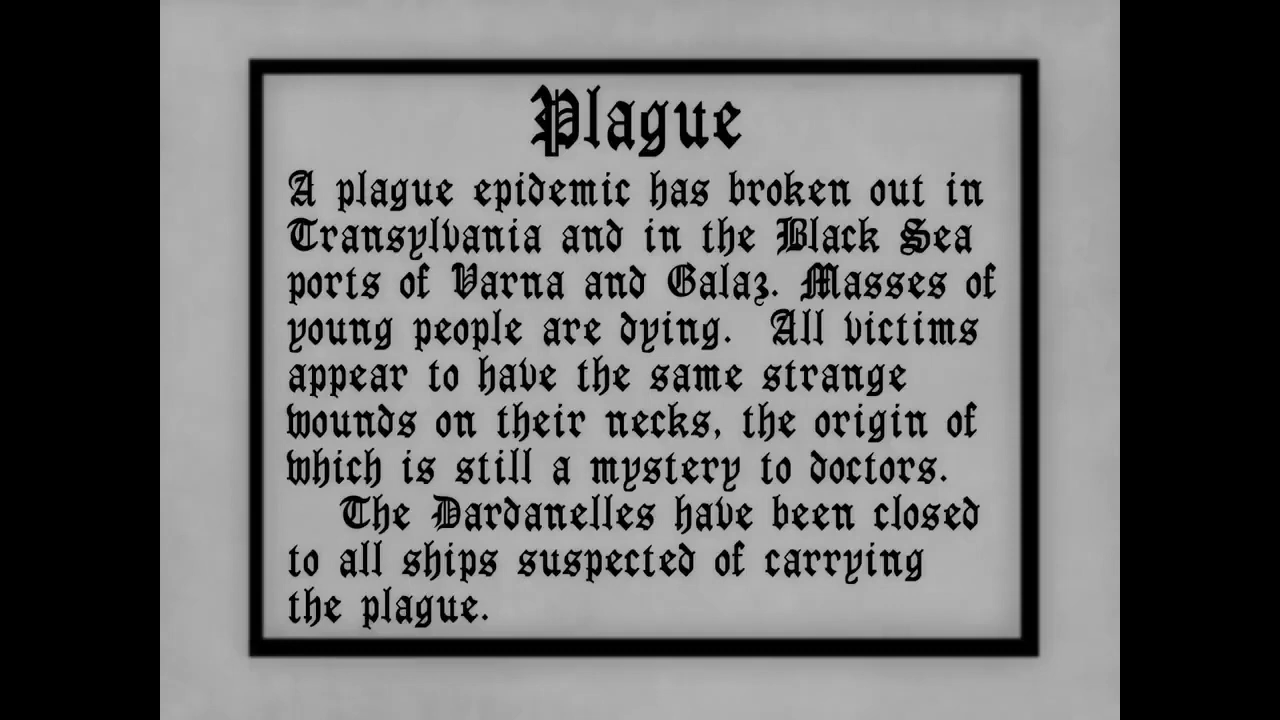 Plague
A plague epidemic has broken out in
Transylvania and in the Black Sea
ports of Varna and Galaz. Masses of
young people are dying. All victims
appear to have the same strange
wounds on their necks, the origin of
which is still a mystery to doctors.
The Dardanelles have been closed
to all ships suspected of carrying
the plague.